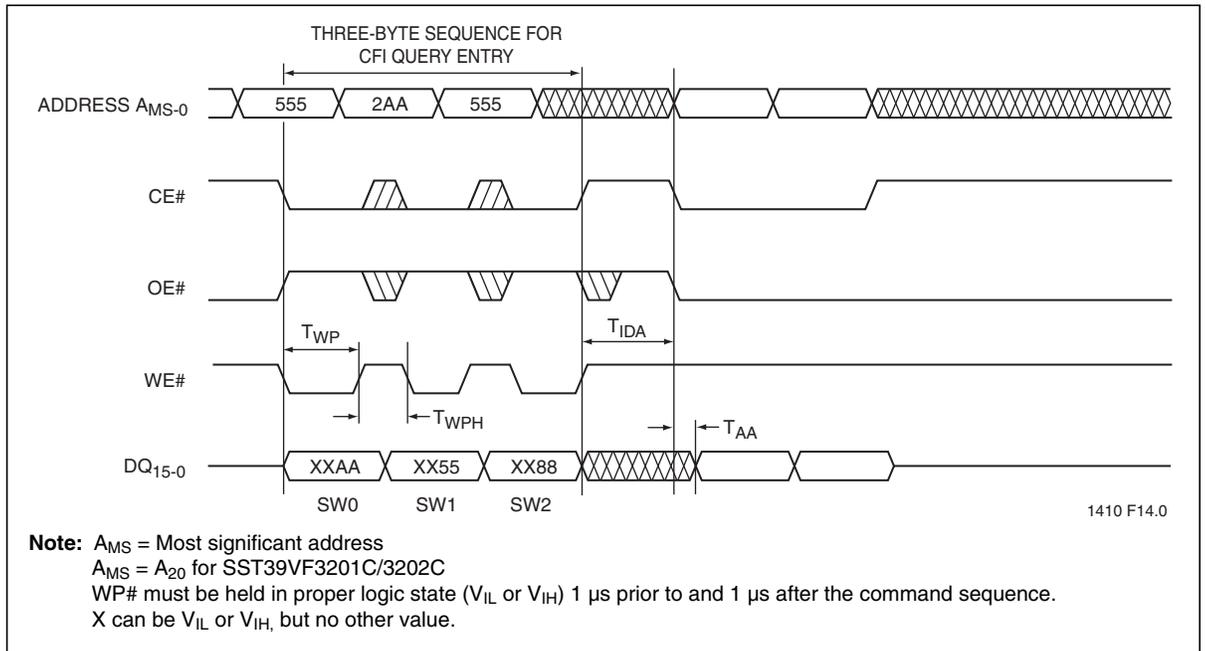 THREE-BYTE SEQUENCE FOR
CFI QUERY ENTRY
ADDRESS AMS-0
555 2AA 555
CE#
OE#
TWP
TIDA
WE#
TWPH
TAA
DQ15-0
XXAA XX55 XX88
SW0 SW1 SW2
1410 F14.0
Note: AMS = Most significant address
AMS = A20 for SST39VF3201C/3202C
WP# must be held in proper logic state (VIL or VIH) 1 µs prior to and 1 µs after the command sequence.
X can be VIL or VIH, but no other value.